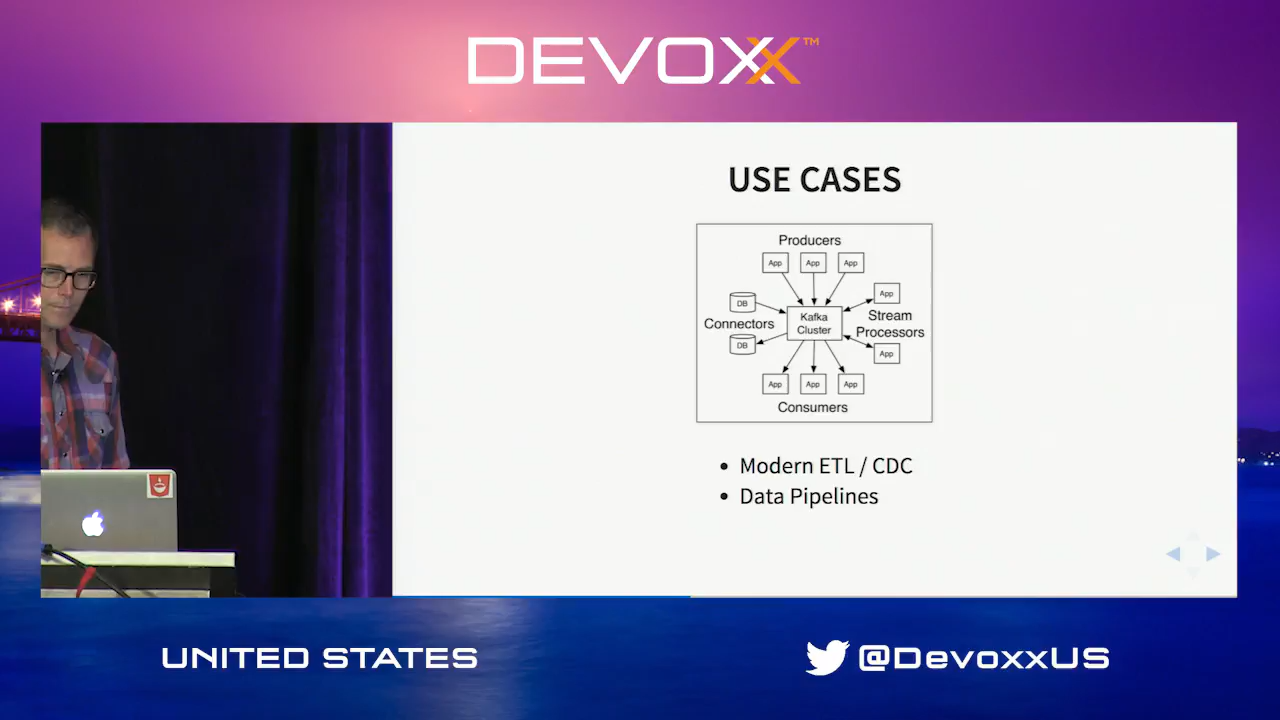 DEVOXX™
USE CASES
Producers
App App App
DB
App
Connectors
Kafka
Cluster
Stream
Processors
DB
App
App App App
Consumers
• Modern ETL / CDC
• Data Pipelines
UNITED STATES
@DevoxxUS